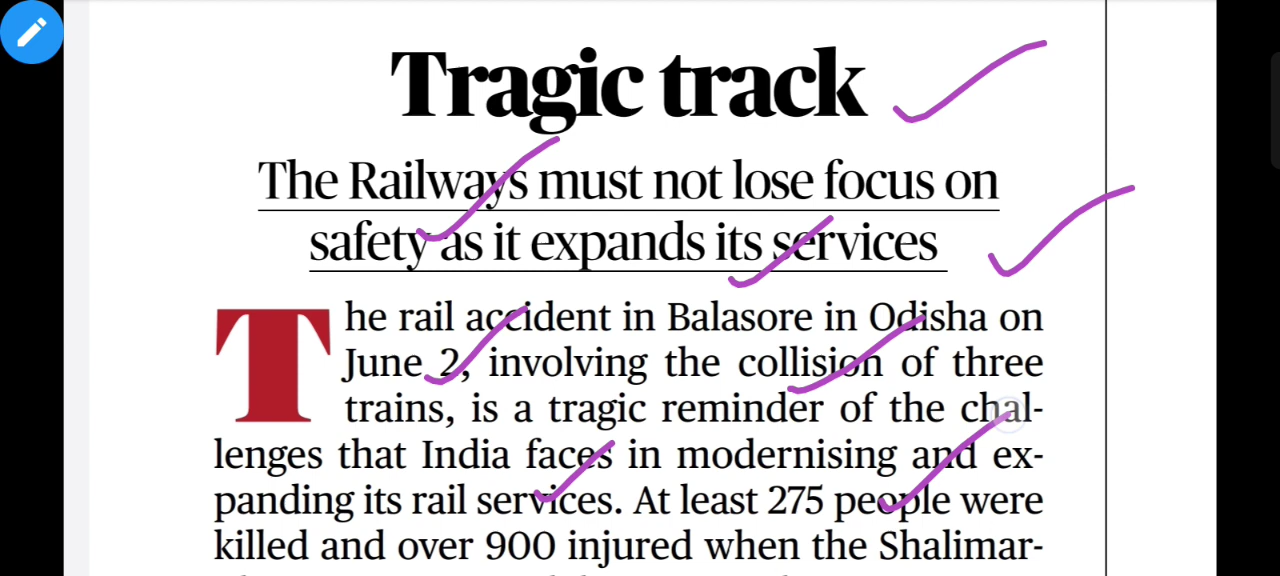 Tragic track
The Railways must not lose focus on
safety as it expands its services
The rail accident in Balasore in Odisha on
June 2, involving the collision of three
trains, is a tragic reminder of the chal-
lenges that India faces in modernising and ex-
panding its rail services. At least 275 people were
killed and over 900 injured when the Shalimar-